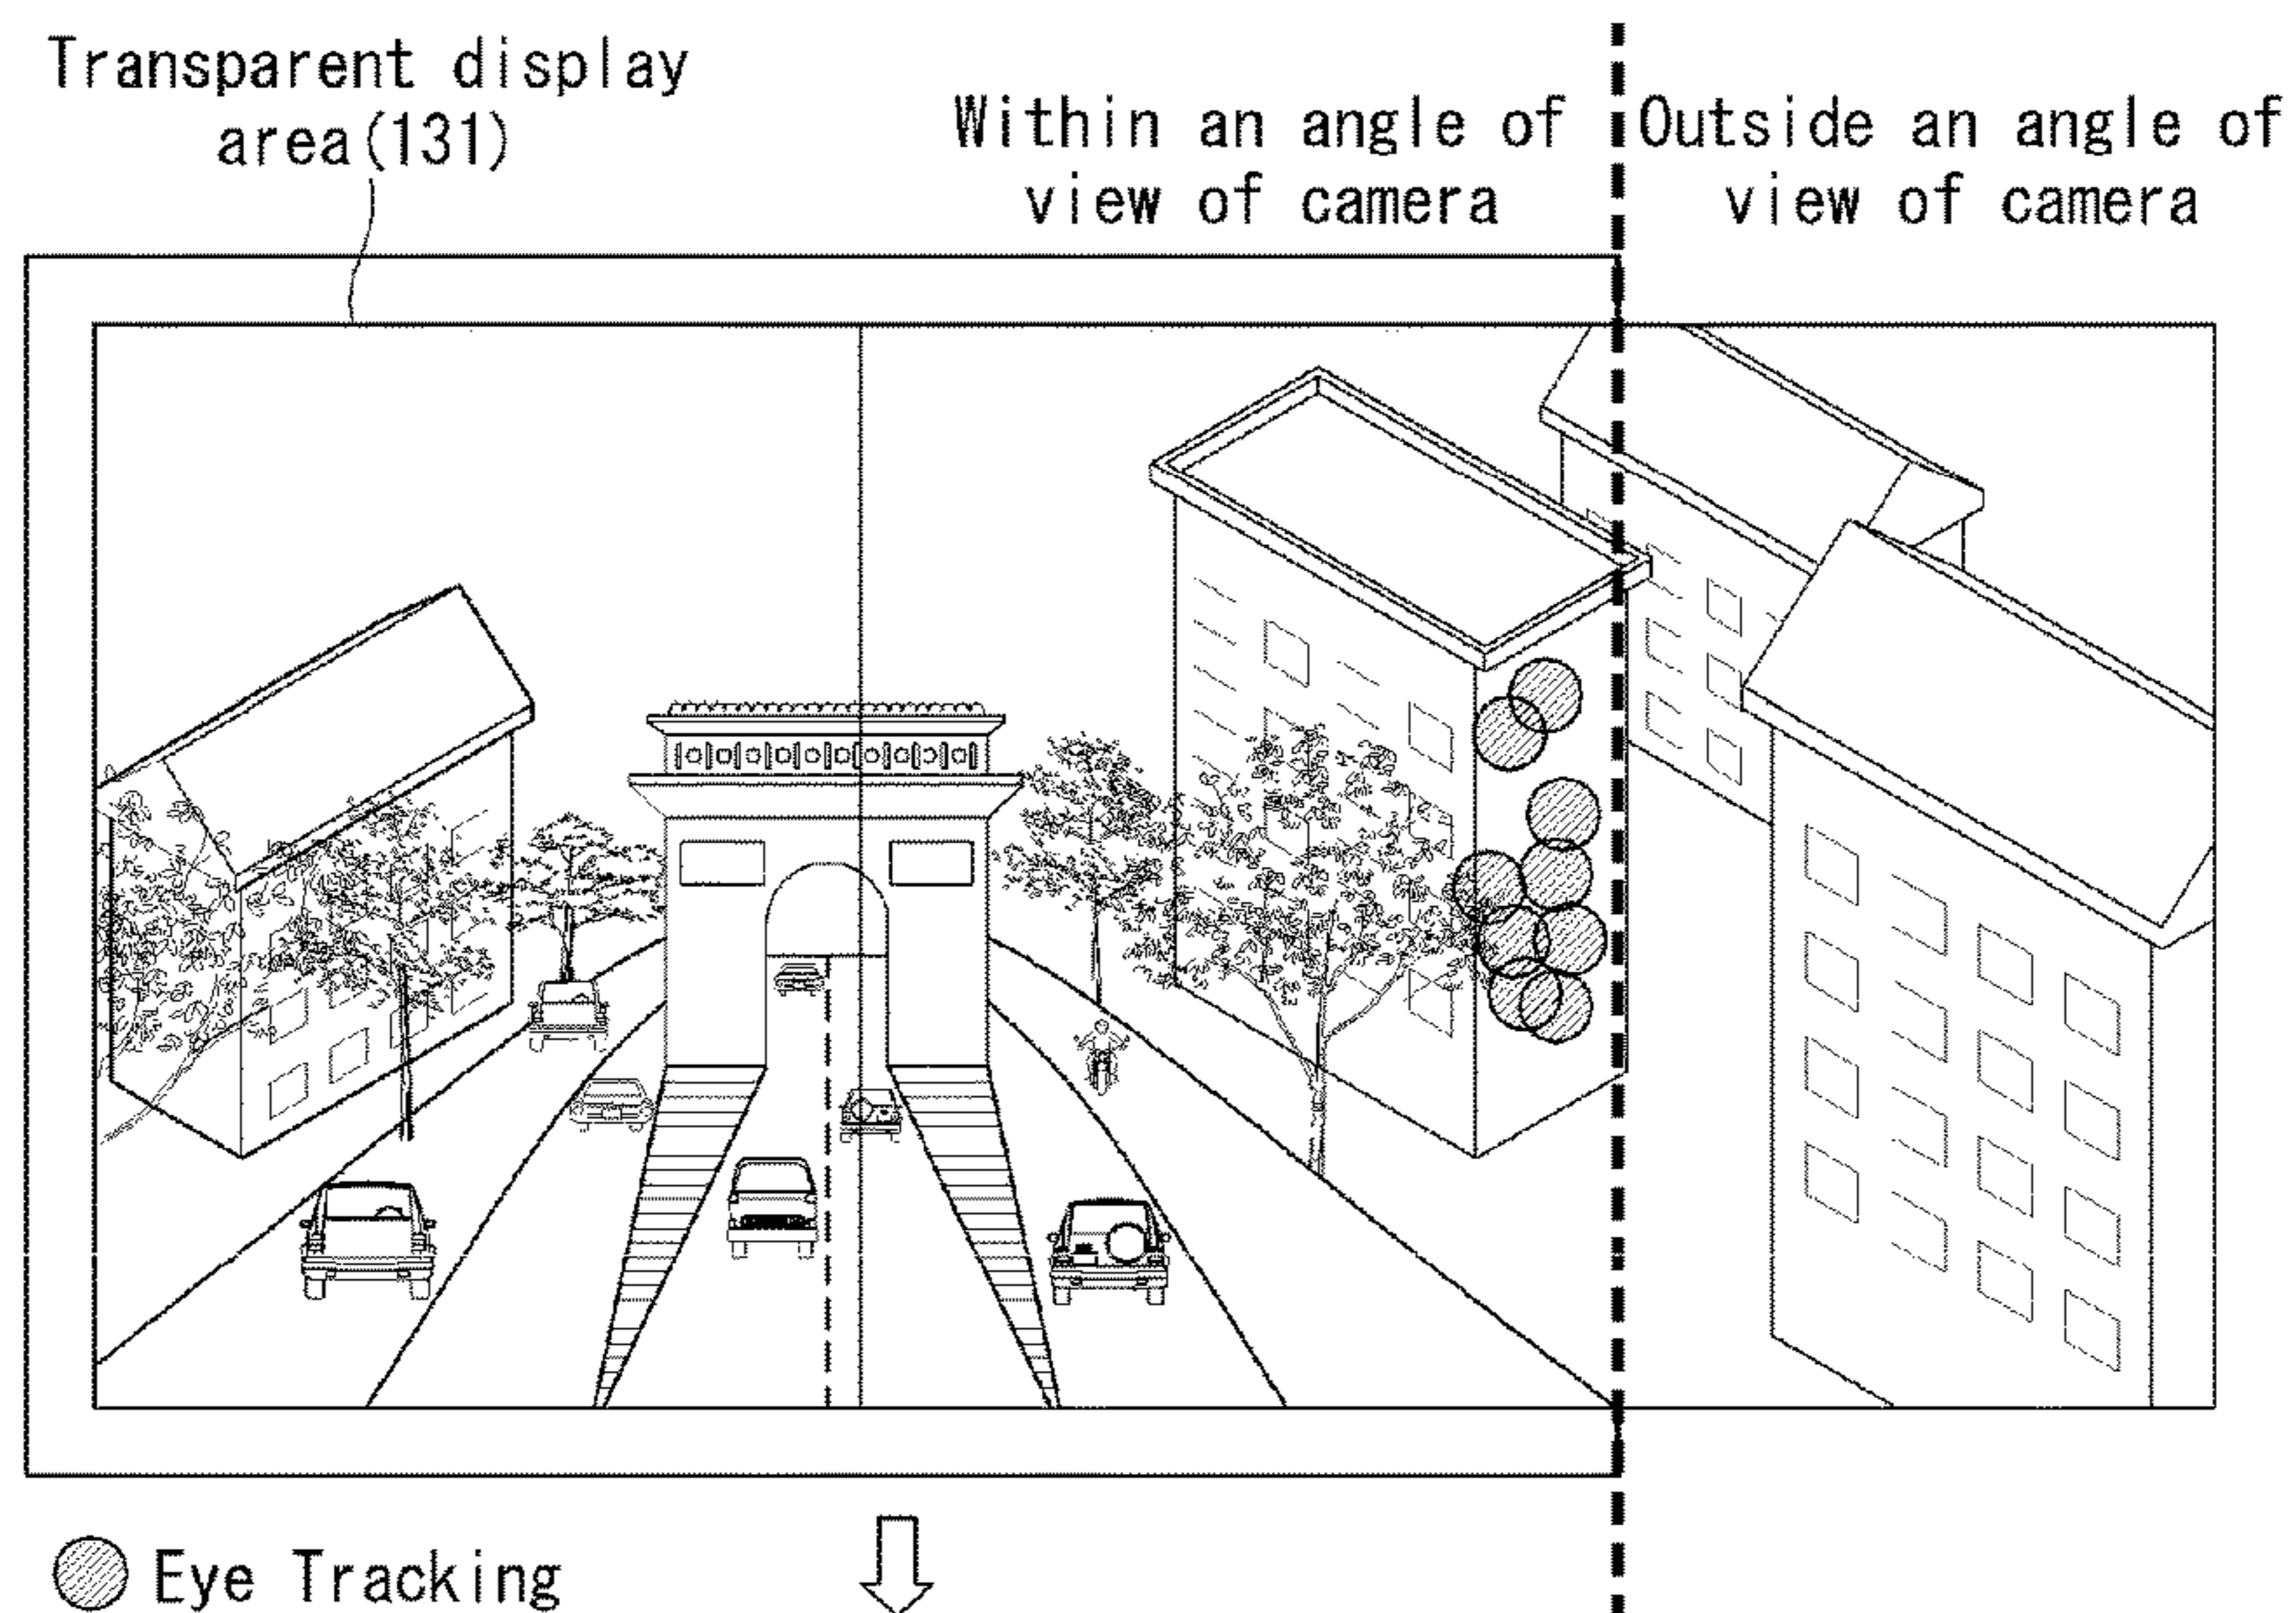 Transparent display
area(131)
Within an angle of
view of camera
Outside an angle of
view of camera
Eye Tracking